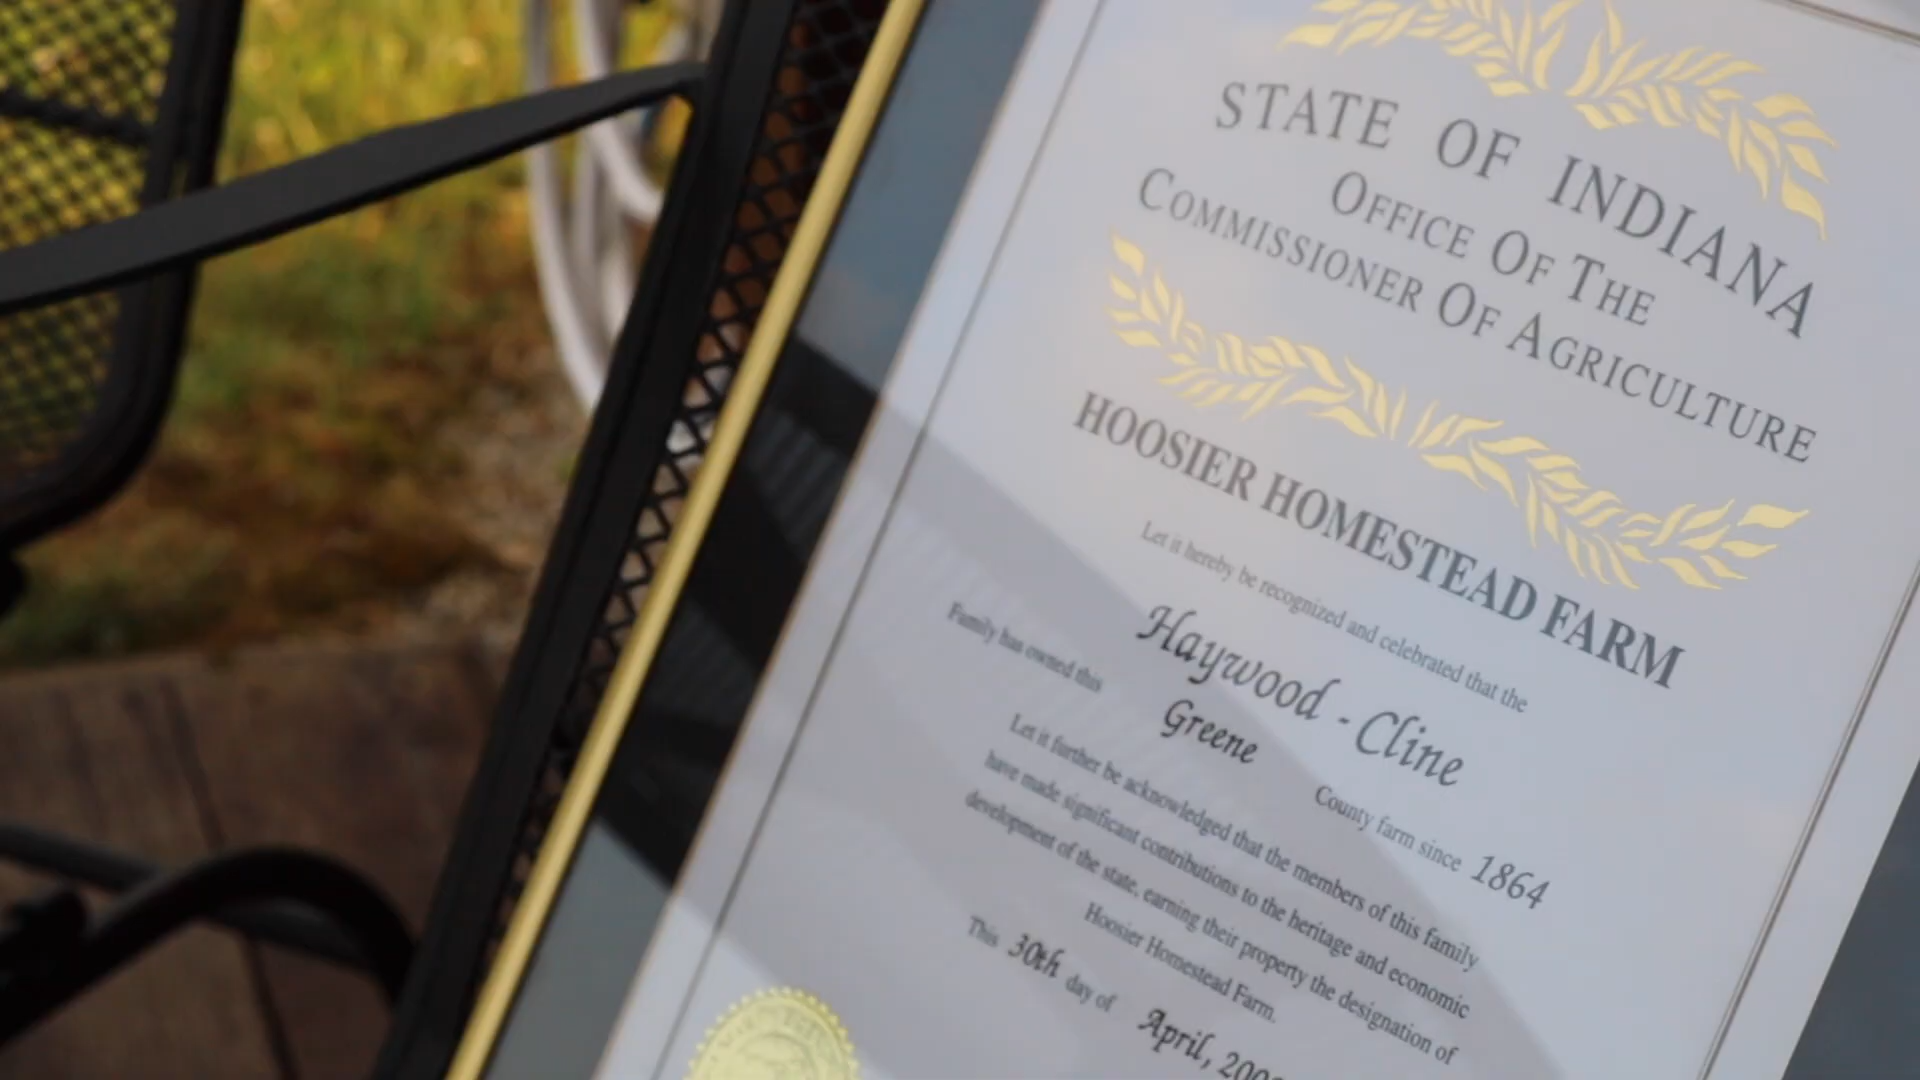 STATE OF INDIANA
OFFICE OF THE
COMMISSIONER OF AGRICULTURE
HOOSIER HOMESTEAD FARM
Let it hereby be recognized and celebrated that the
Haywood - Cline
Family has owned this Greene County farm since 1864
Let it further be acknowledged that the members of this family
have made significant contributions to the heritage and economic
development of the state, earning their property the designation of
Hoosier Homestead Farm.
This 30th day of April,